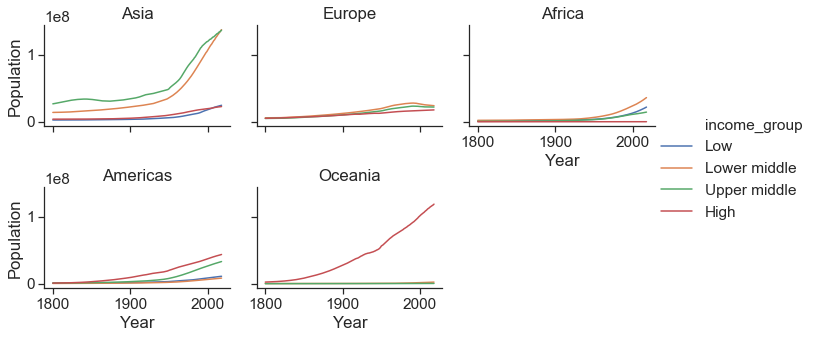 Asia
Europe
Africa
1e8
Population
1
0
1800
1900
2000
Year
income_group
Low
Lower middle
Upper middle
High
Americas
Oceania
1e8
Population
1
0
1800
1900
2000
Year
1800
1900
2000
Year